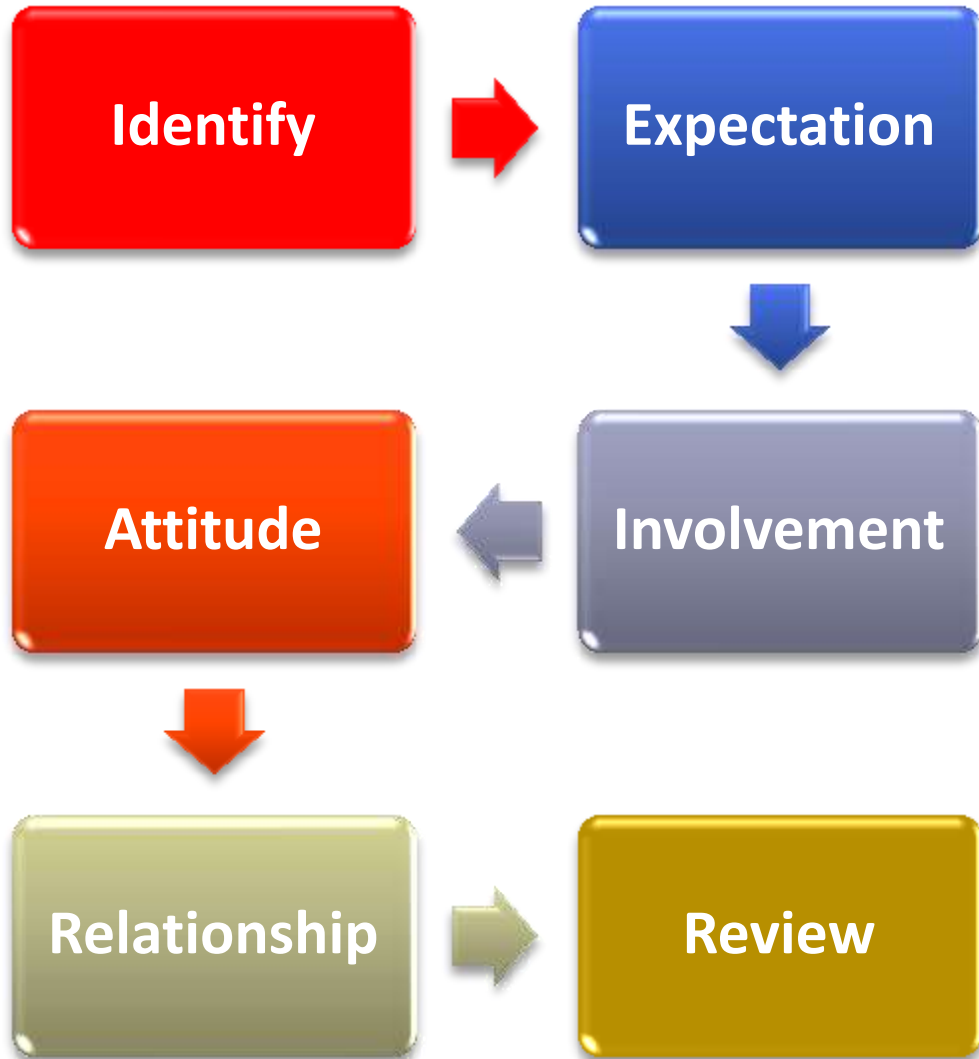 Identify
Expectation
Involvement
Attitude
Relationship
Review